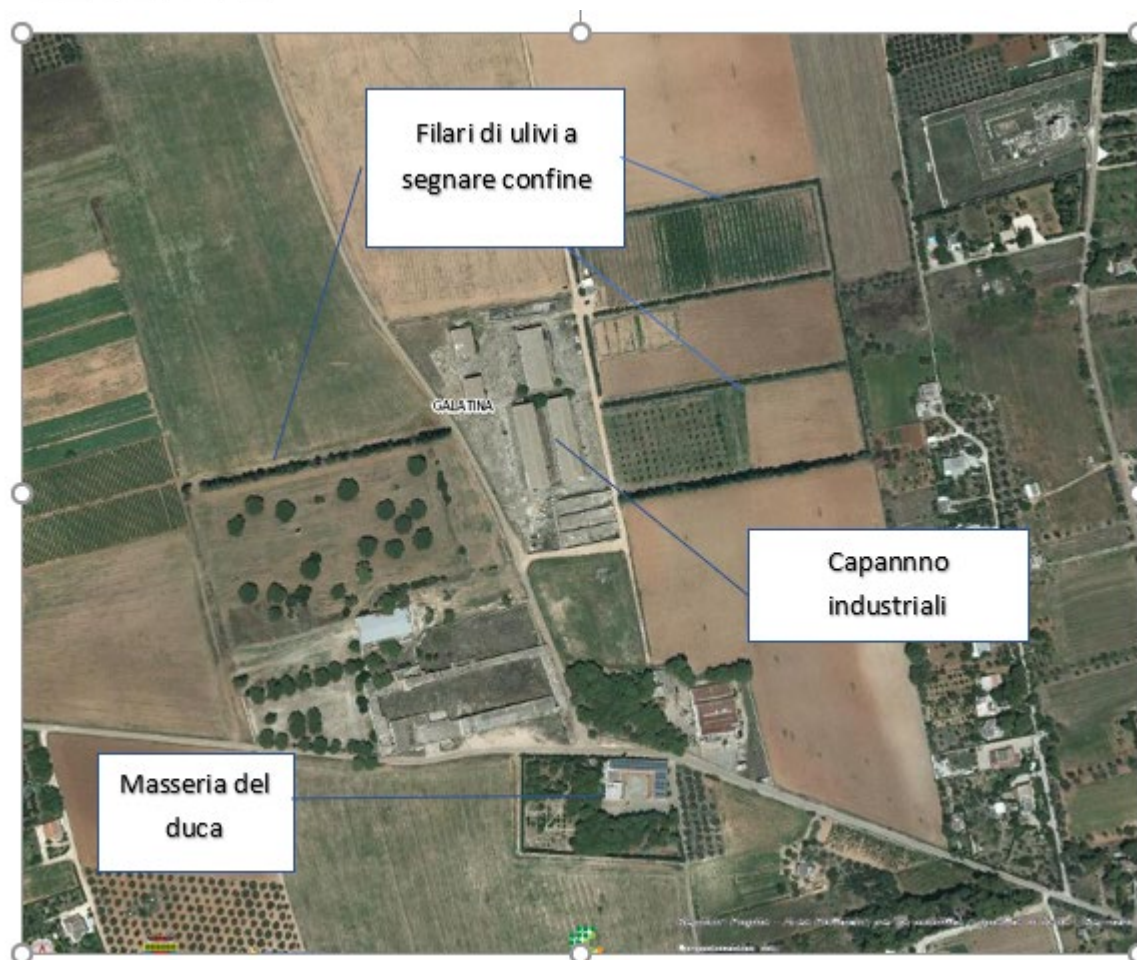 Filari di ulivi a
segnare confine
GALATINA
Capannno
industriali
Masseria del
duca